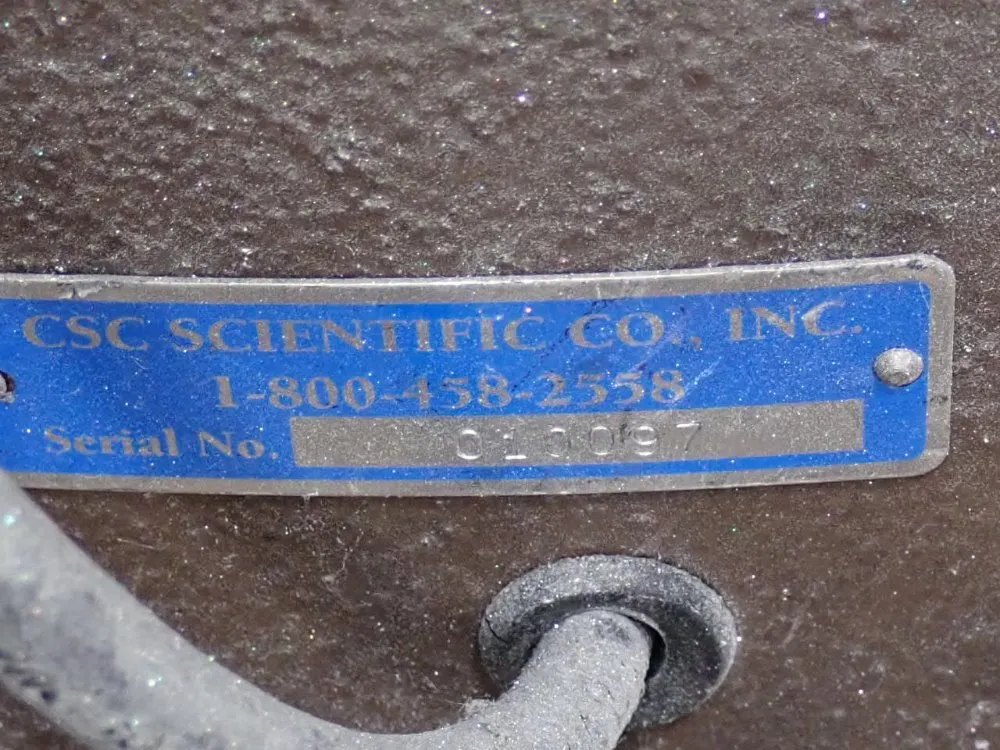 CSC SCIENTIFIC CO., INC.
1-800-458-2558
Serial No. 010097